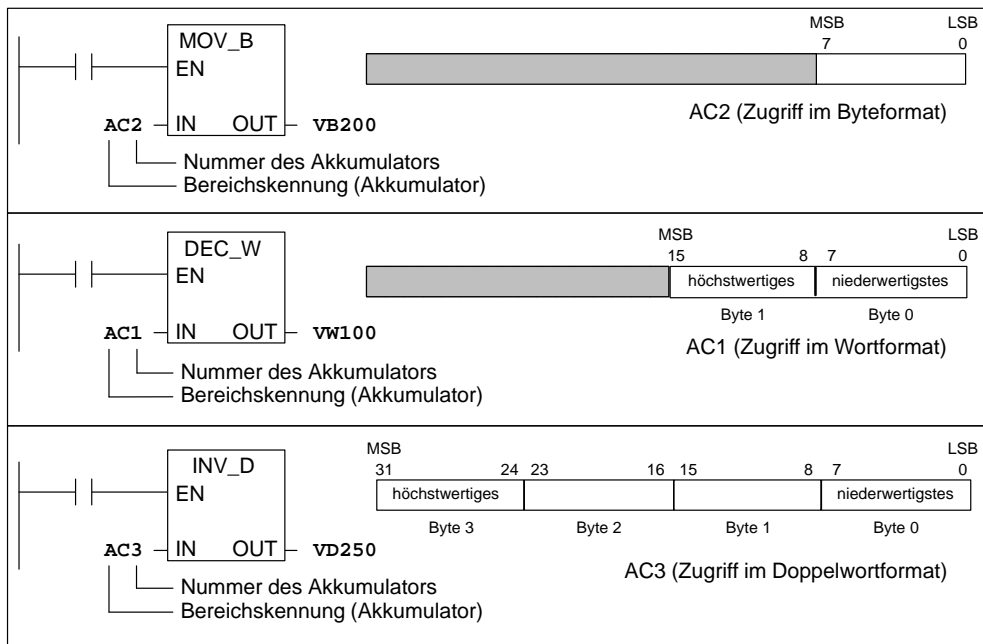 MOV_B
EN
AC2 IN OUT VB200
Nummer des Akkumulators
Bereichskennung (Akkumulator)
MSB LSB
7 0
AC2 (Zugriff im Byteformat)
DEC_W
EN
AC1 IN OUT VW100
Nummer des Akkumulators
Bereichskennung (Akkumulator)
MSB LSB
15 8 7 0
höchstwertiges niederwertigstes
Byte 1 Byte 0
AC1 (Zugriff im Wortformat)
INV_D
EN
AC3 IN OUT VD250
Nummer des Akkumulators
Bereichskennung (Akkumulator)
MSB LSB
31 24 23 16 15 8 7 0
höchstwertiges niederwertigstes
Byte 3 Byte 2 Byte 1 Byte 0
AC3 (Zugriff im Doppelwortformat)